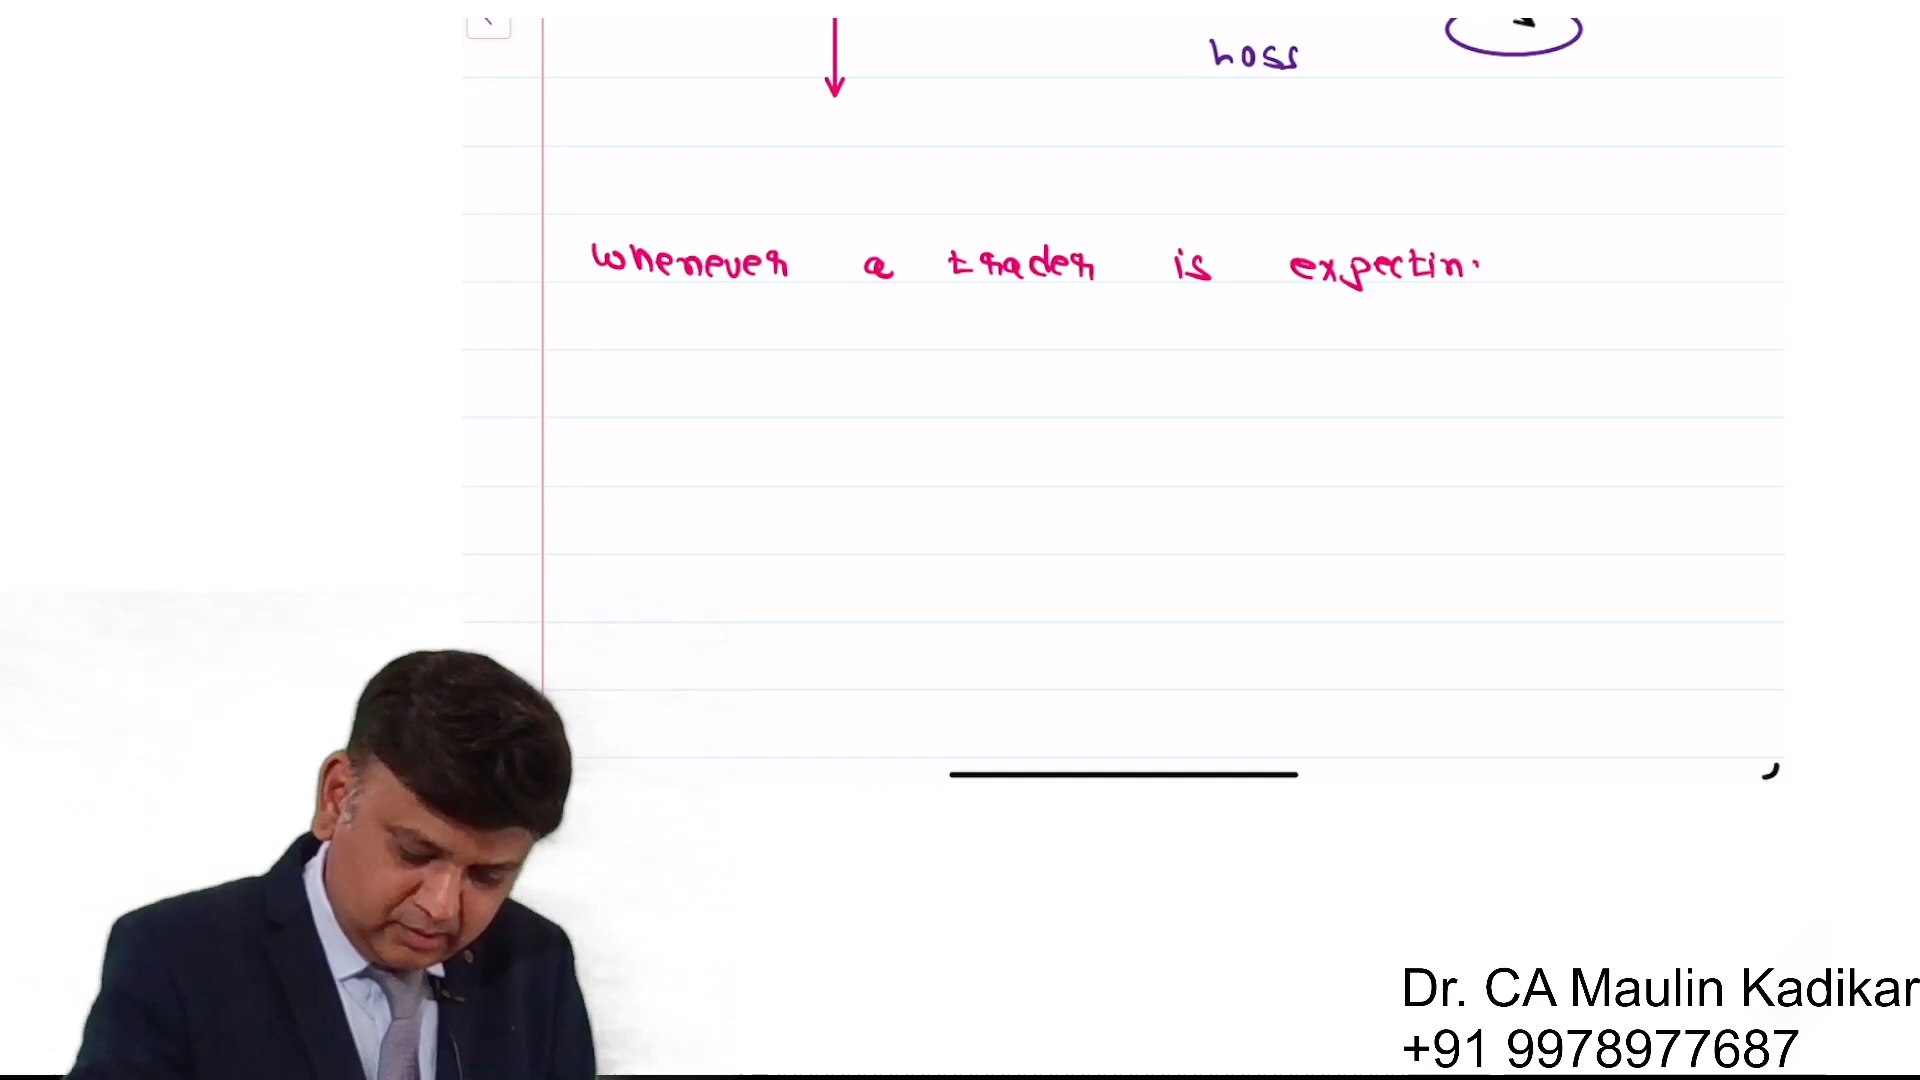 Loss
Whenever a trader is expectin
Dr. CA Maulin Kadikar
+91 9978977687